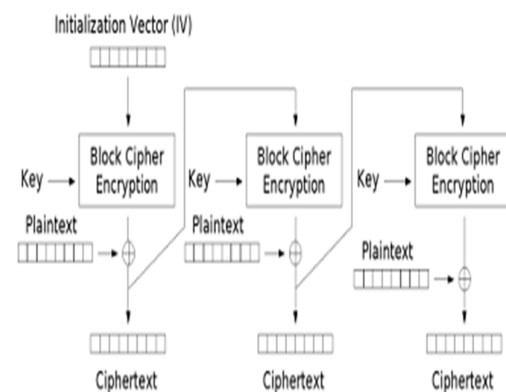 Initialization Vector (IV)
Key
Block Cipher
Encryption
Key
Block Cipher
Encryption
Key
Block Cipher
Encryption
Plaintext
Plaintext
Plaintext
Ciphertext
Ciphertext
Ciphertext